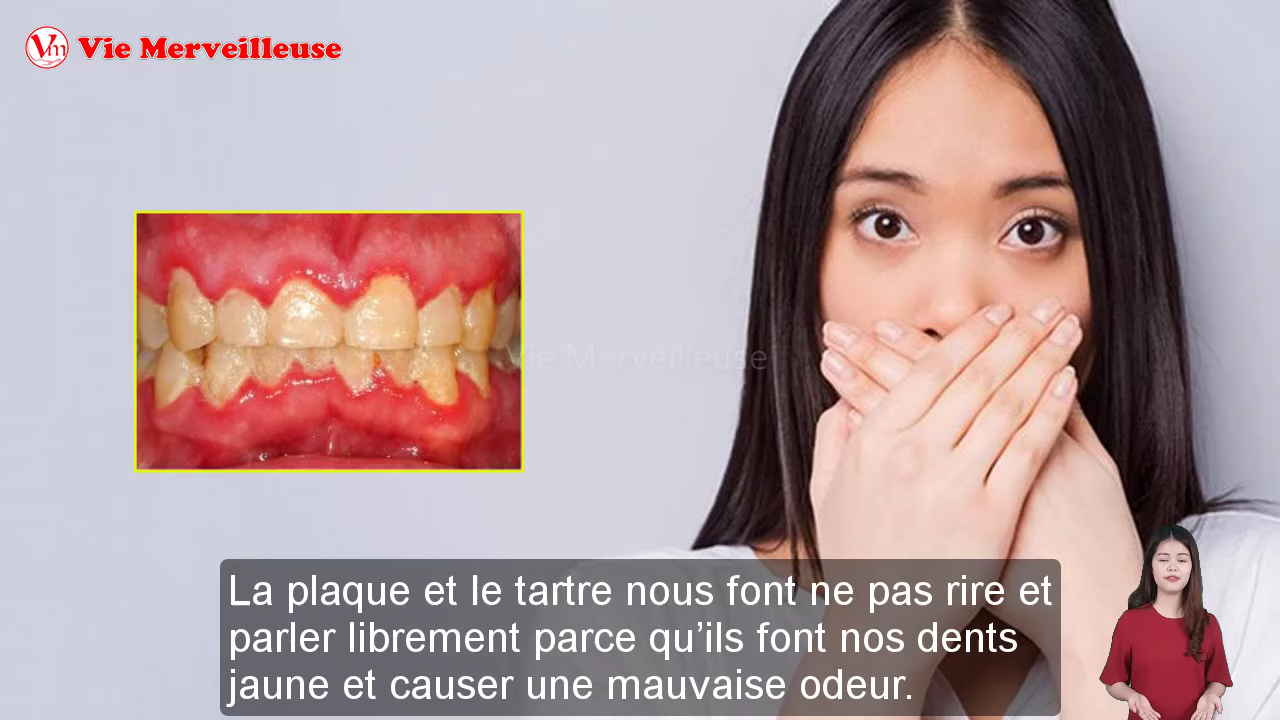 Vm Vie Merveilleuse
Vie Merveilleuse
La plaque et le tartre nous font ne pas rire et
parler librement parce qu’ils font nos dents
jaune et causer une mauvaise odeur.